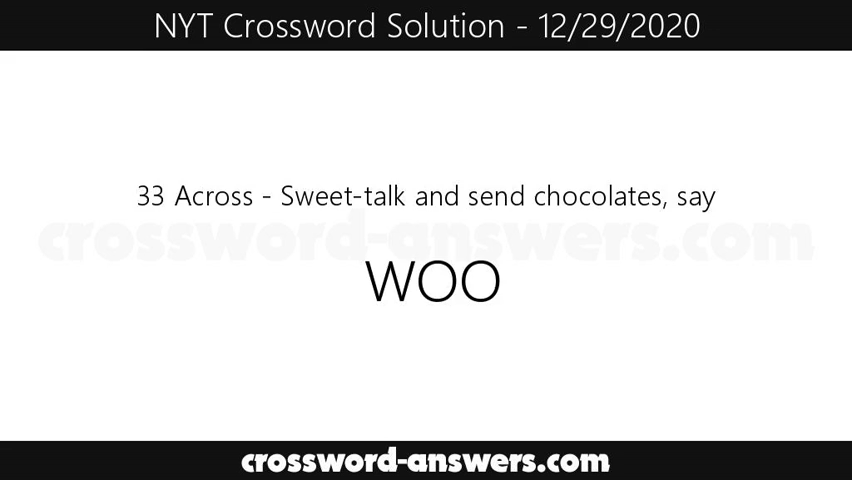 NYT Crossword Solution - 12/29/2020
33 Across - Sweet-talk and send chocolates, say
crossword-answers.com
WOO
crossword-answers.com